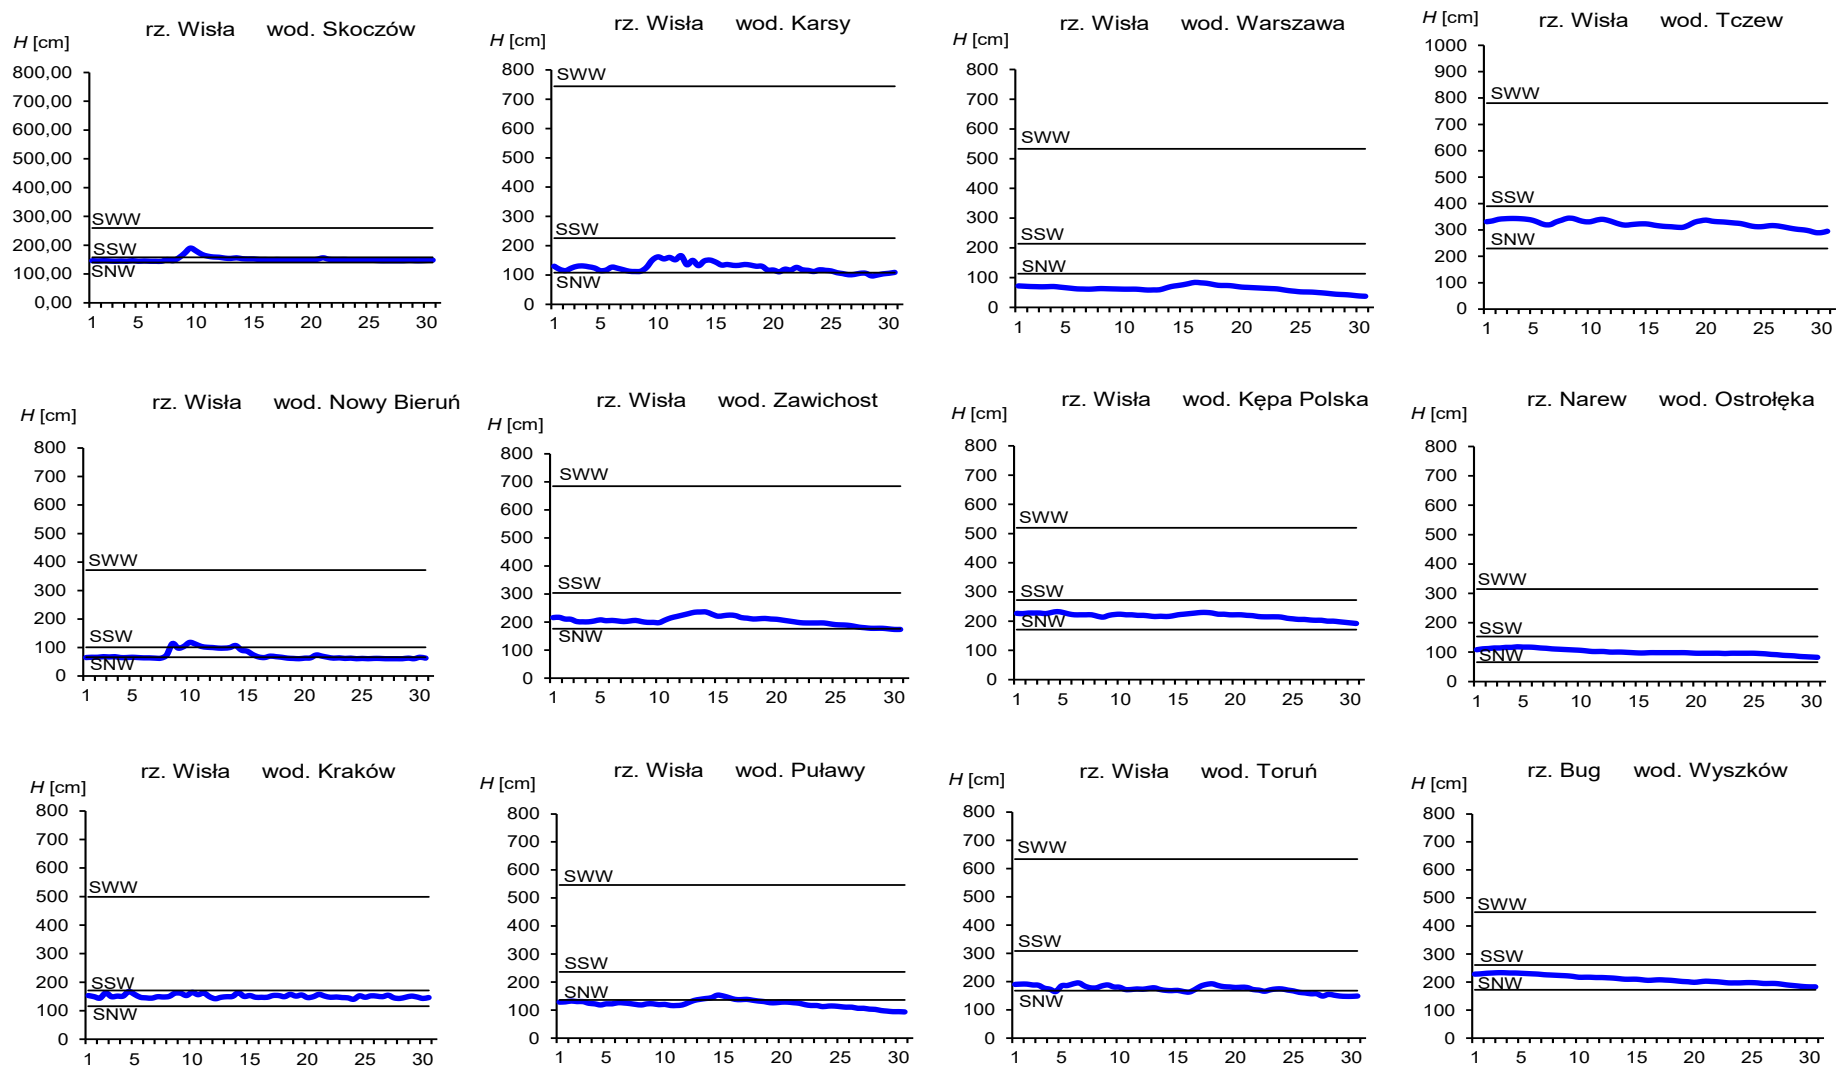 rz. Wisła wod. Skoczów
H [cm]
800,00
700,00
600,00
500,00
400,00
300,00
200,00
100,00
0,00
SWW
SSW
SNW
1 5 10 15 20 25 30
rz. Wisła wod. Karsy
H [cm]
800
700
600
500
400
300
200
100
0
SWW
SSW
SNW
1 5 10 15 20 25 30
rz. Wisła wod. Warszawa
H [cm]
800
700
600
500
400
300
200
100
0
SWW
SSW
SNW
1 5 10 15 20 25 30
rz. Wisła wod. Tczew
H [cm]
1000
900
800
700
600
500
400
300
200
100
0
SWW
SSW
SNW
1 5 10 15 20 25 30
rz. Wisła wod. Nowy Bieruń
H [cm]
800
700
600
500
400
300
200
100
0
SWW
SSW
SNW
1 5 10 15 20 25 30
rz. Wisła wod. Zawichost
H [cm]
800
700
600
500
400
300
200
100
0
SWW
SSW
SNW
1 5 10 15 20 25 30
rz. Wisła wod. Kępa Polska
H [cm]
800
700
600
500
400
300
200
100
0
SWW
SSW
SNW
1 5 10 15 20 25 30
rz. Narew wod. Ostrołęka
H [cm]
800
700
600
500
400
300
200
100
0
SWW
SSW
SNW
1 5 10 15 20 25 30
rz. Wisła wod. Kraków
H [cm]
800
700
600
500
400
300
200
100
0
SWW
SSW
SNW
1 5 10 15 20 25 30
rz. Wisła wod. Puławy
H [cm]
800
700
600
500
400
300
200
100
0
SWW
SSW
SNW
1 5 10 15 20 25 30
rz. Wisła wod. Toruń
H [cm]
800
700
600
500
400
300
200
100
0
SWW
SSW
SNW
1 5 10 15 20 25 30
rz. Bug wod. Wyszków
H [cm]
800
700
600
500
400
300
200
100
0
SWW
SSW
SNW
1 5 10 15 20 25 30